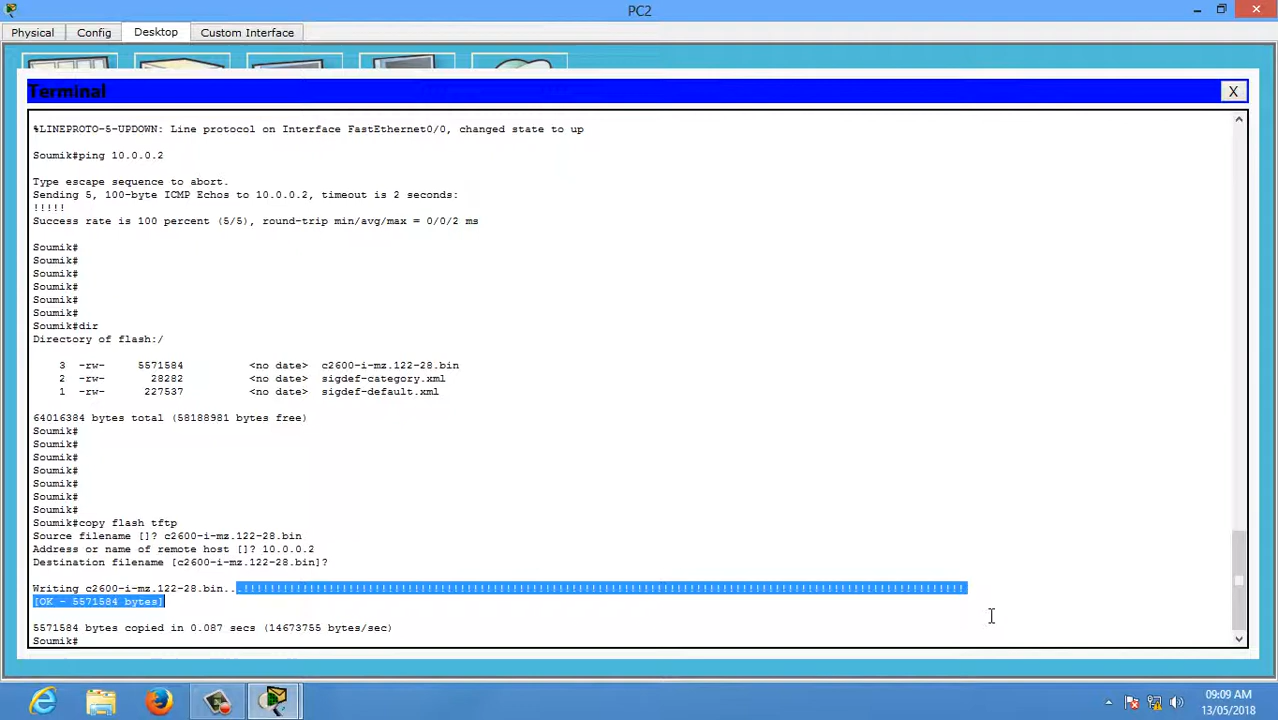 PC2
Physical Config Desktop Custom Interface
Terminal X
%LINEPROTO-5-UPDOWN: Line protocol on Interface FastEthernet0/0, changed state to up
Soumik#ping 10.0.0.2
Type escape sequence to abort.
Sending 5, 100-byte ICMP Echos to 10.0.0.2, timeout is 2 seconds:
!!!!!
Success rate is 100 percent (5/5), round-trip min/avg/max = 0/0/2 ms
Soumik#
Soumik#
Soumik#
Soumik#
Soumik#
Soumik#
Soumik#dir
Directory of flash:/
3 -rw- 5571584 <no date> c2600-i-mz.122-28.bin
2 -rw- 28282 <no date> sigdef-category.xml
1 -rw- 227537 <no date> sigdef-default.xml
64016384 bytes total (58188981 bytes free)
Soumik#
Soumik#
Soumik#
Soumik#
Soumik#
Soumik#
Soumik#
Soumik#copy flash tftp
Source filename []? c2600-i-mz.122-28.bin
Address or name of remote host []? 10.0.0.2
Destination filename [c2600-i-mz.122-28.bin]?
Writing c2600-i-mz.122-28.bin...!!!!!!!!!!!!!!!!!!!!!!!!!!!!!!!!!!!!!!!!!!!!!!!!!!!!!!!!!!!!!!!!!!!!!!!!!!!!!!!!!!!!!!!!!!!!!!!!!!!!!!!!!!!!!!!
[OK - 5571584 bytes]
5571584 bytes copied in 0.087 secs (14673755 bytes/sec)
Soumik#
09:09 AM
13/05/2018